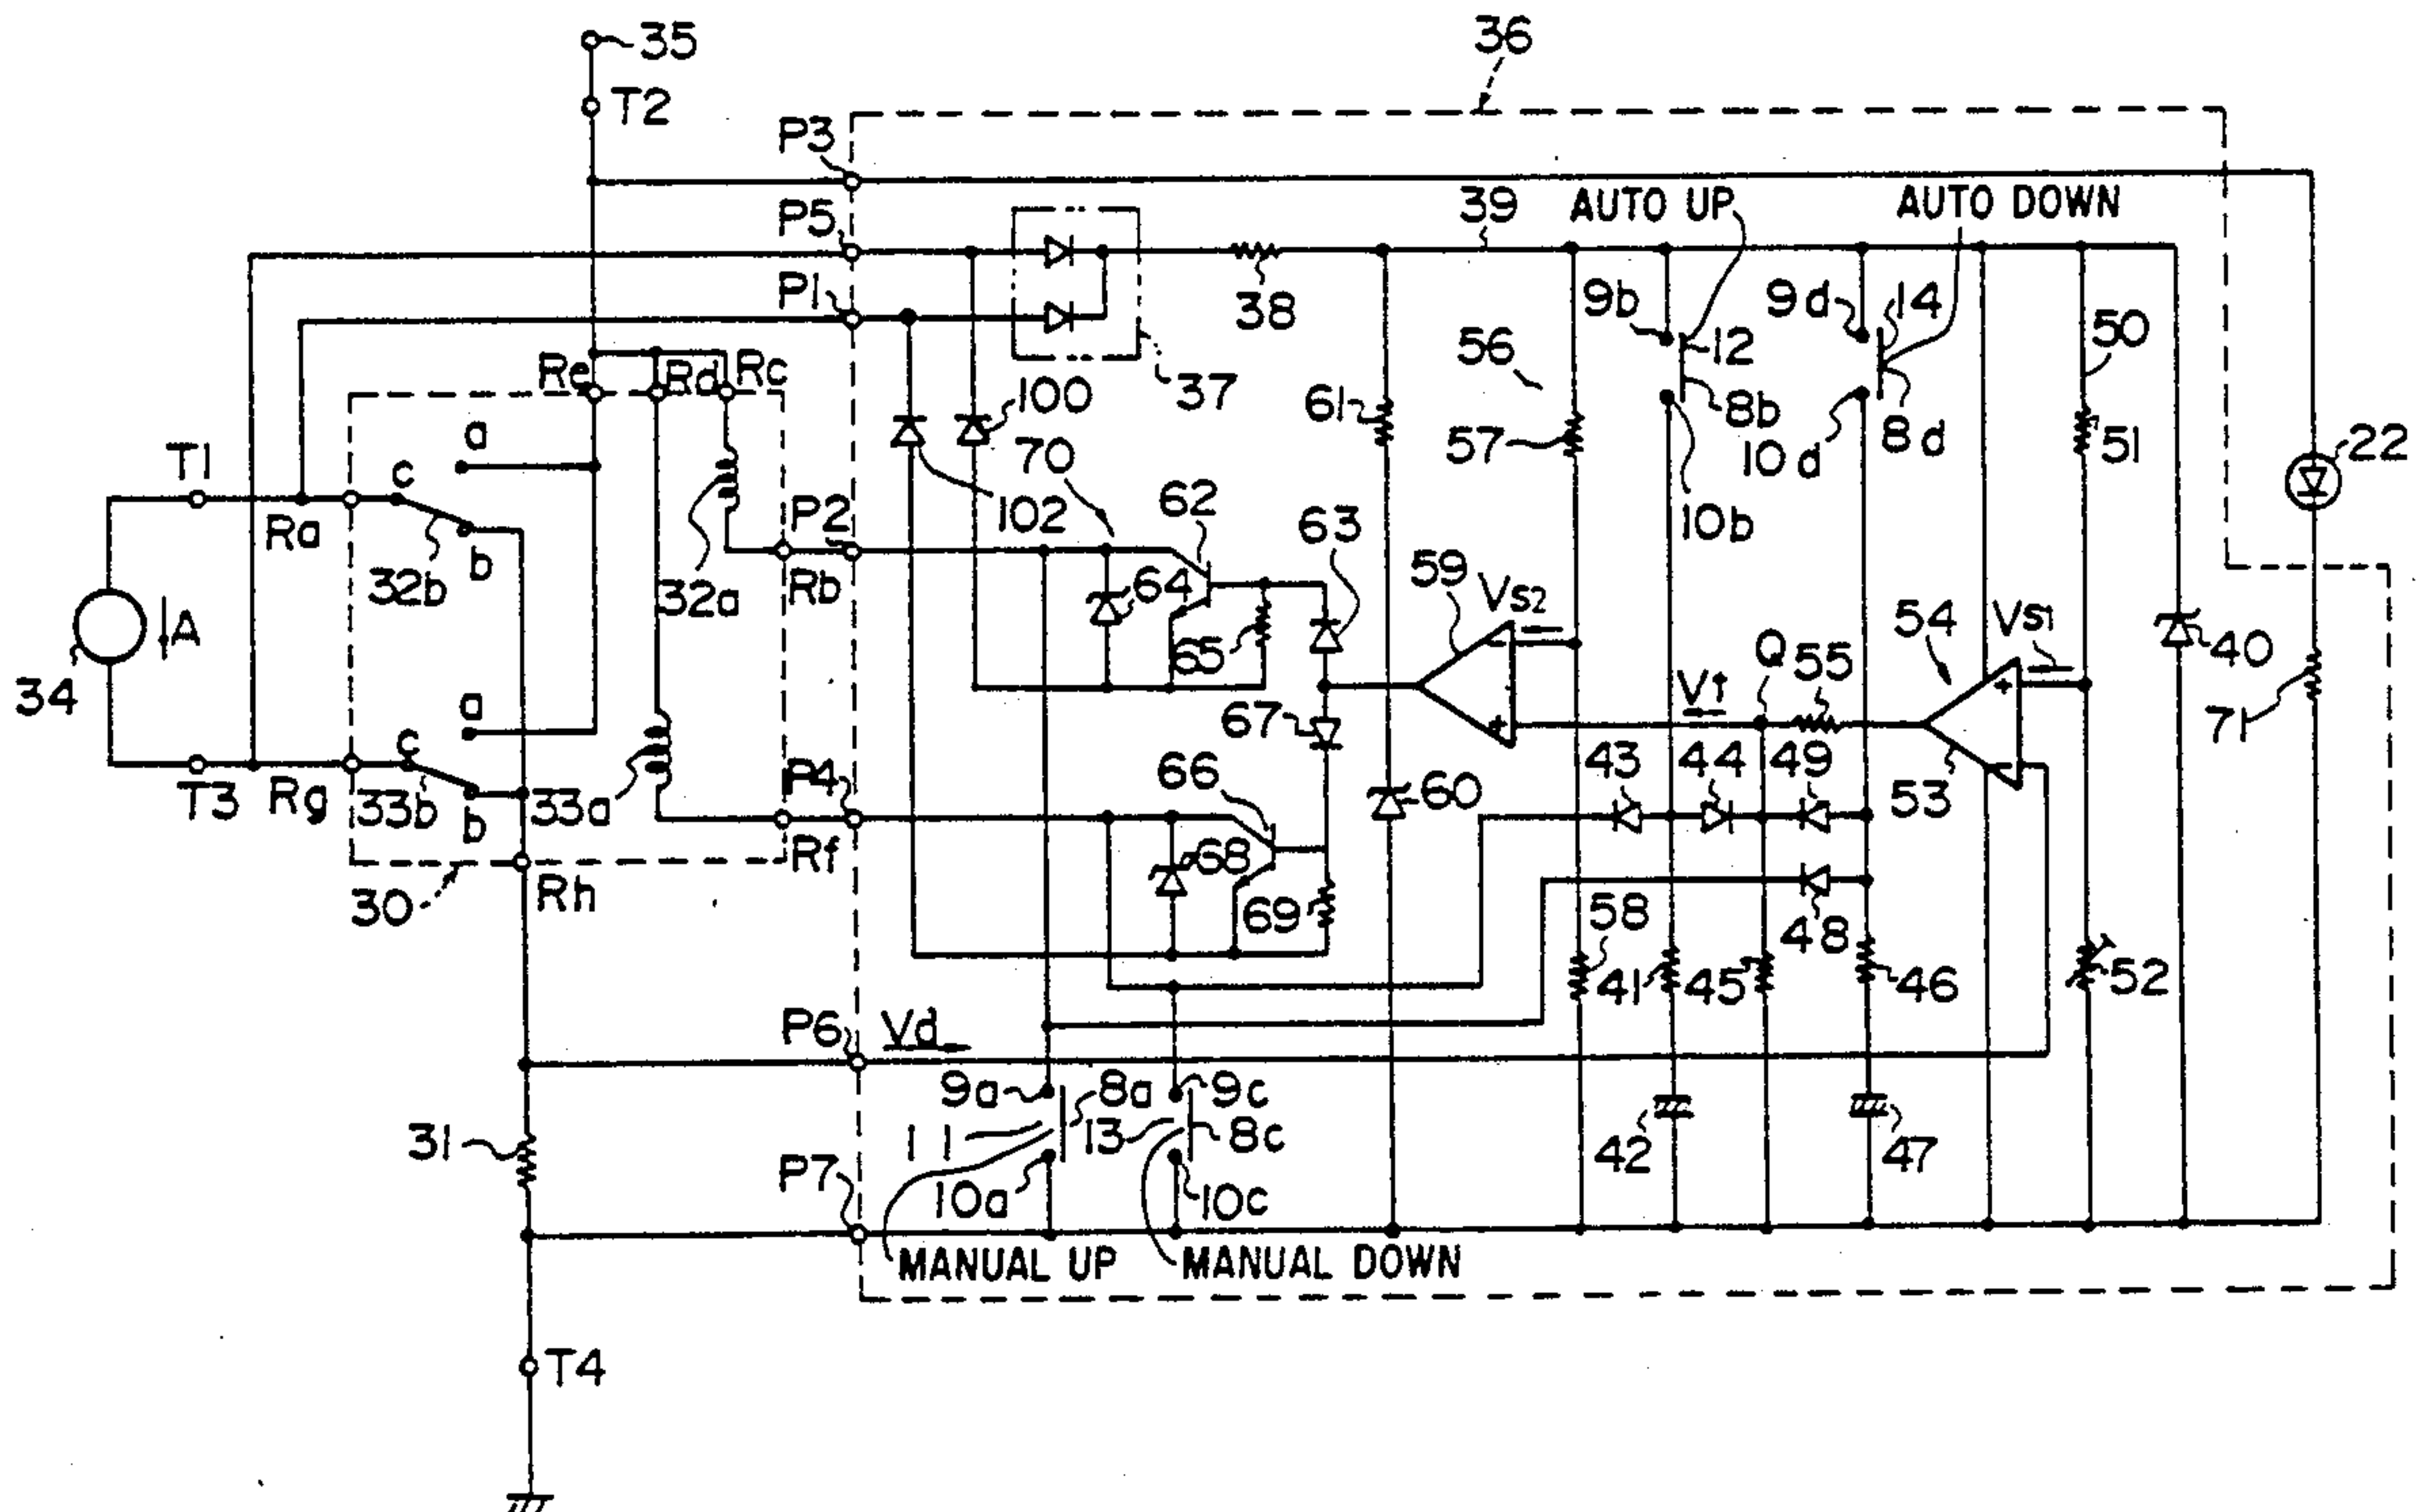 35
36
T2
P3
P5
39
AUTO UP
AUTO DOWN
P1
38
9b
12
9d
14
50
Re
Rd
Rc
37
100
56
61
8b
57
10d
8d
51
22
T1
a
c
70
62
102
63
10b
Ra
32b
b
32a
P2
Rb
64
59
Vs2
54
Vs1
A
65
Q
55
40
34
a
67
V↑
71
c
P4
66
43
44
49
53
T3
Rg
33b
b
33a
60
Rf
68
30
Rh
69
58
48
41
45
46
52
P6
Vd
9a
8a
9c
31
11
13
8c
42
47
P7
10a
10c
MANUAL UP
MANUAL DOWN
T4